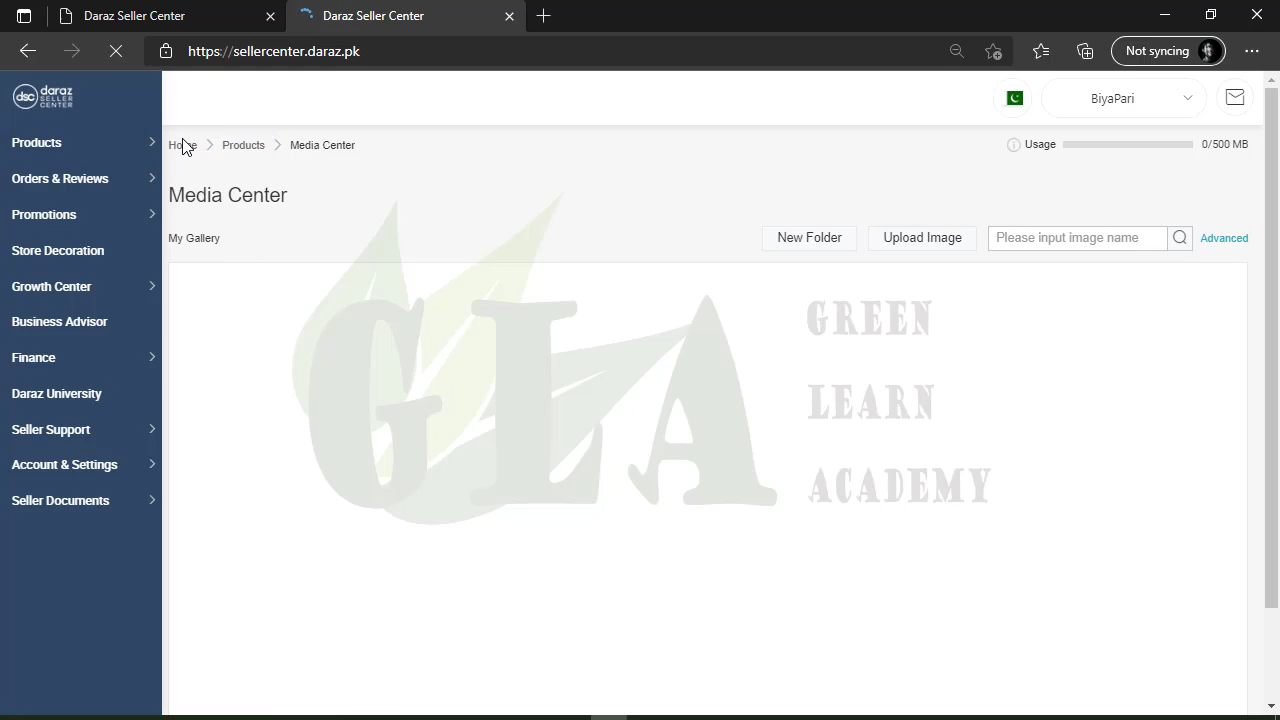 Daraz Seller Center
Daraz Seller Center
https://sellercenter.daraz.pk
Not syncing
dsc daraz
SELLER
CENTER
BiyaPari
Products
Orders & Reviews
Promotions
Store Decoration
Growth Center
Business Advisor
Finance
Daraz University
Seller Support
Account & Settings
Seller Documents
Home > Products > Media Center
Usage 0/500 MB
Media Center
My Gallery
New Folder
Upload Image
Please input image name
Advanced
GLA
GREEN
LEARN
ACADEMY